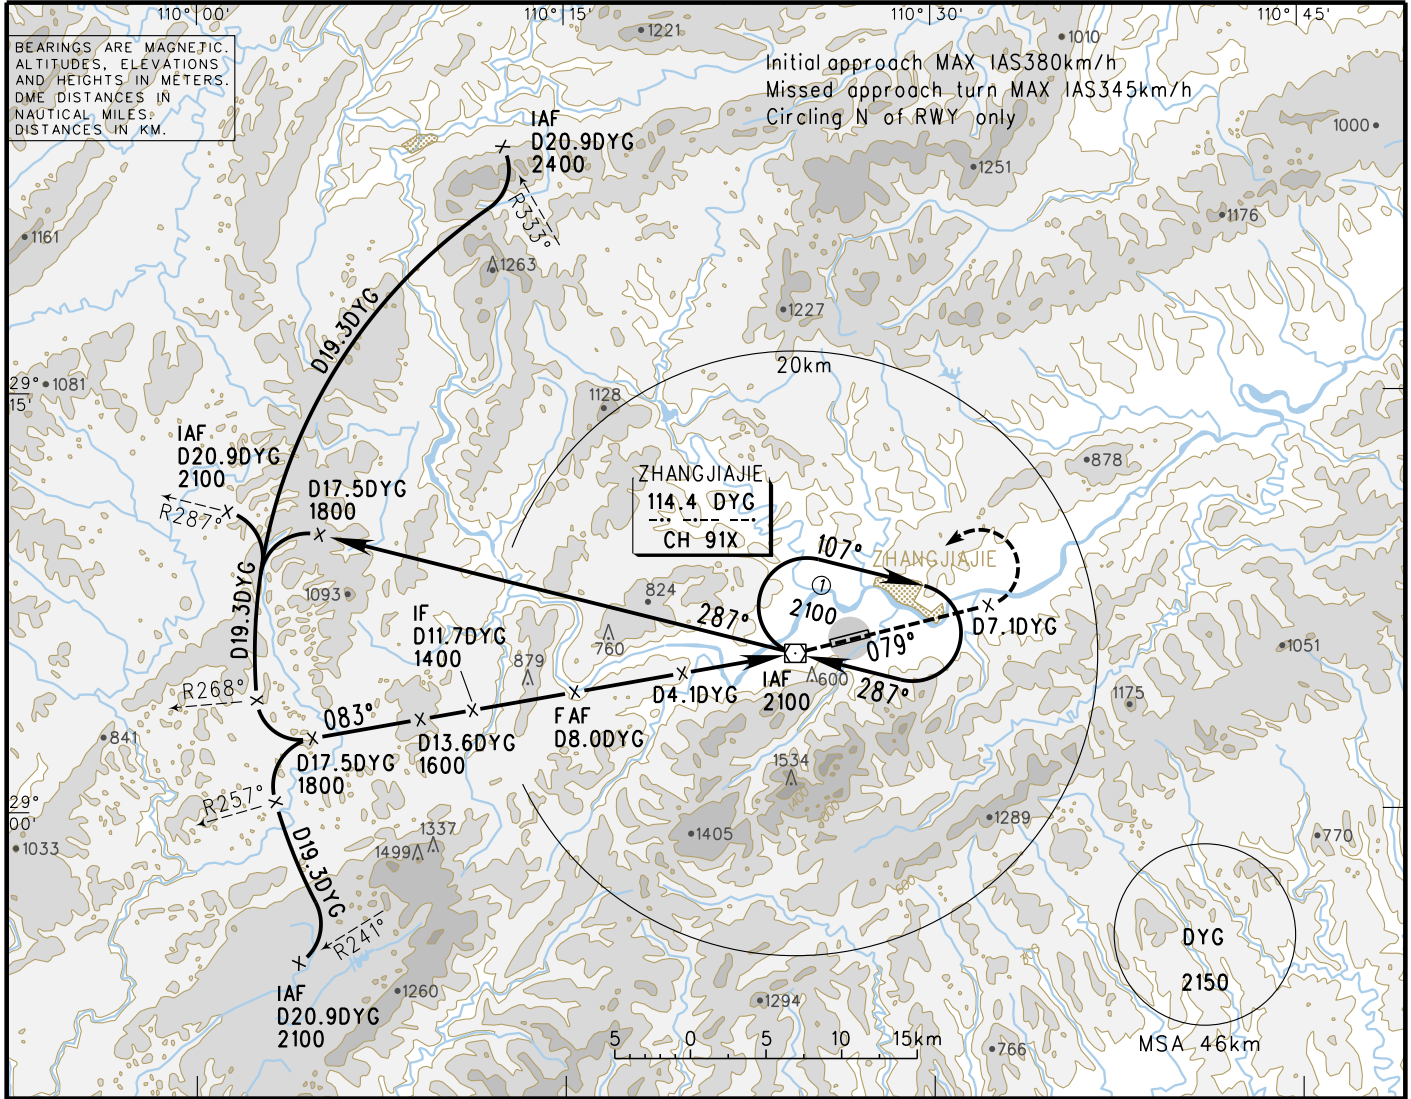 110° 00'
110° 15'
110° 30'
110° 45'
BEARINGS ARE MAGNETIC.
ALTITUDES, ELEVATIONS
AND HEIGHTS IN METERS.
DME DISTANCES IN
NAUTICAL MILES.
DISTANCES IN KM.
1221
1010
Initial approach MAX IAS380km/h
Missed approach turn MAX IAS345km/h
Circling N of RWY only
1000
IAF
D20.9DYG
2400
R333°
1251
1176
1161
1263
1227
D19.3DYG
20km
29°
15'
1081
1128
IAF
D20.9DYG
2100
R287°
D17.5DYG
1800
878
ZHANGJIAJIE
114.4 DYG
CH 91X
107°
ZHANGJIAJIE
1
2100
D19.3DYG
1093
824
287°
IF
D11.7DYG
1400
760
879
D7.1DYG
079°
1051
600
287°
IAF
2100
D4.1DYG
R268°
083°
FAF
D8.0DYG
D13.6DYG
1600
1175
841
D17.5DYG
1800
1534
1400
R257°
29°
00'
1033
1337
1499
1405
1289
770
D19.3DYG
R241°
600
DYG
2150
MSA 46km
IAF
D20.9DYG
2100
1260
1294
766
5 0 5 10 15km